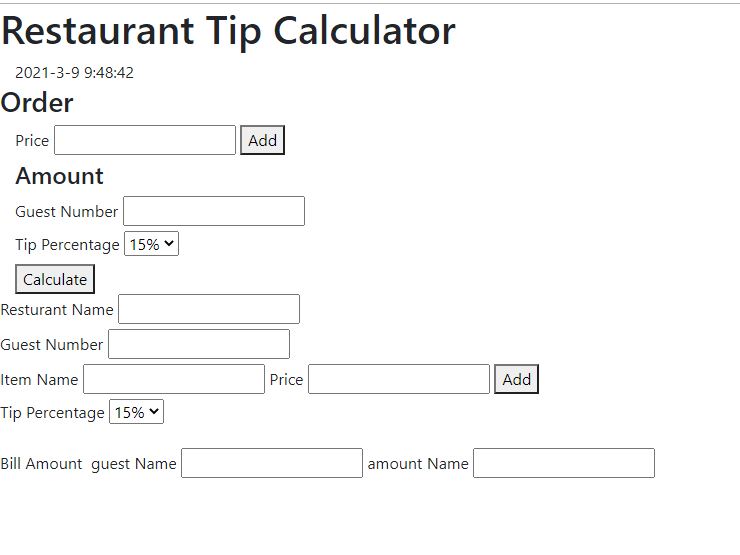 Restaurant Tip Calculator
2021-3-9 9:48:42
Order
Price Add
Amount
Guest Number
Tip Percentage 15%
Calculate
Resturant Name
Guest Number
Item Name Price Add
Tip Percentage 15%
Bill Amount guest Name amount Name